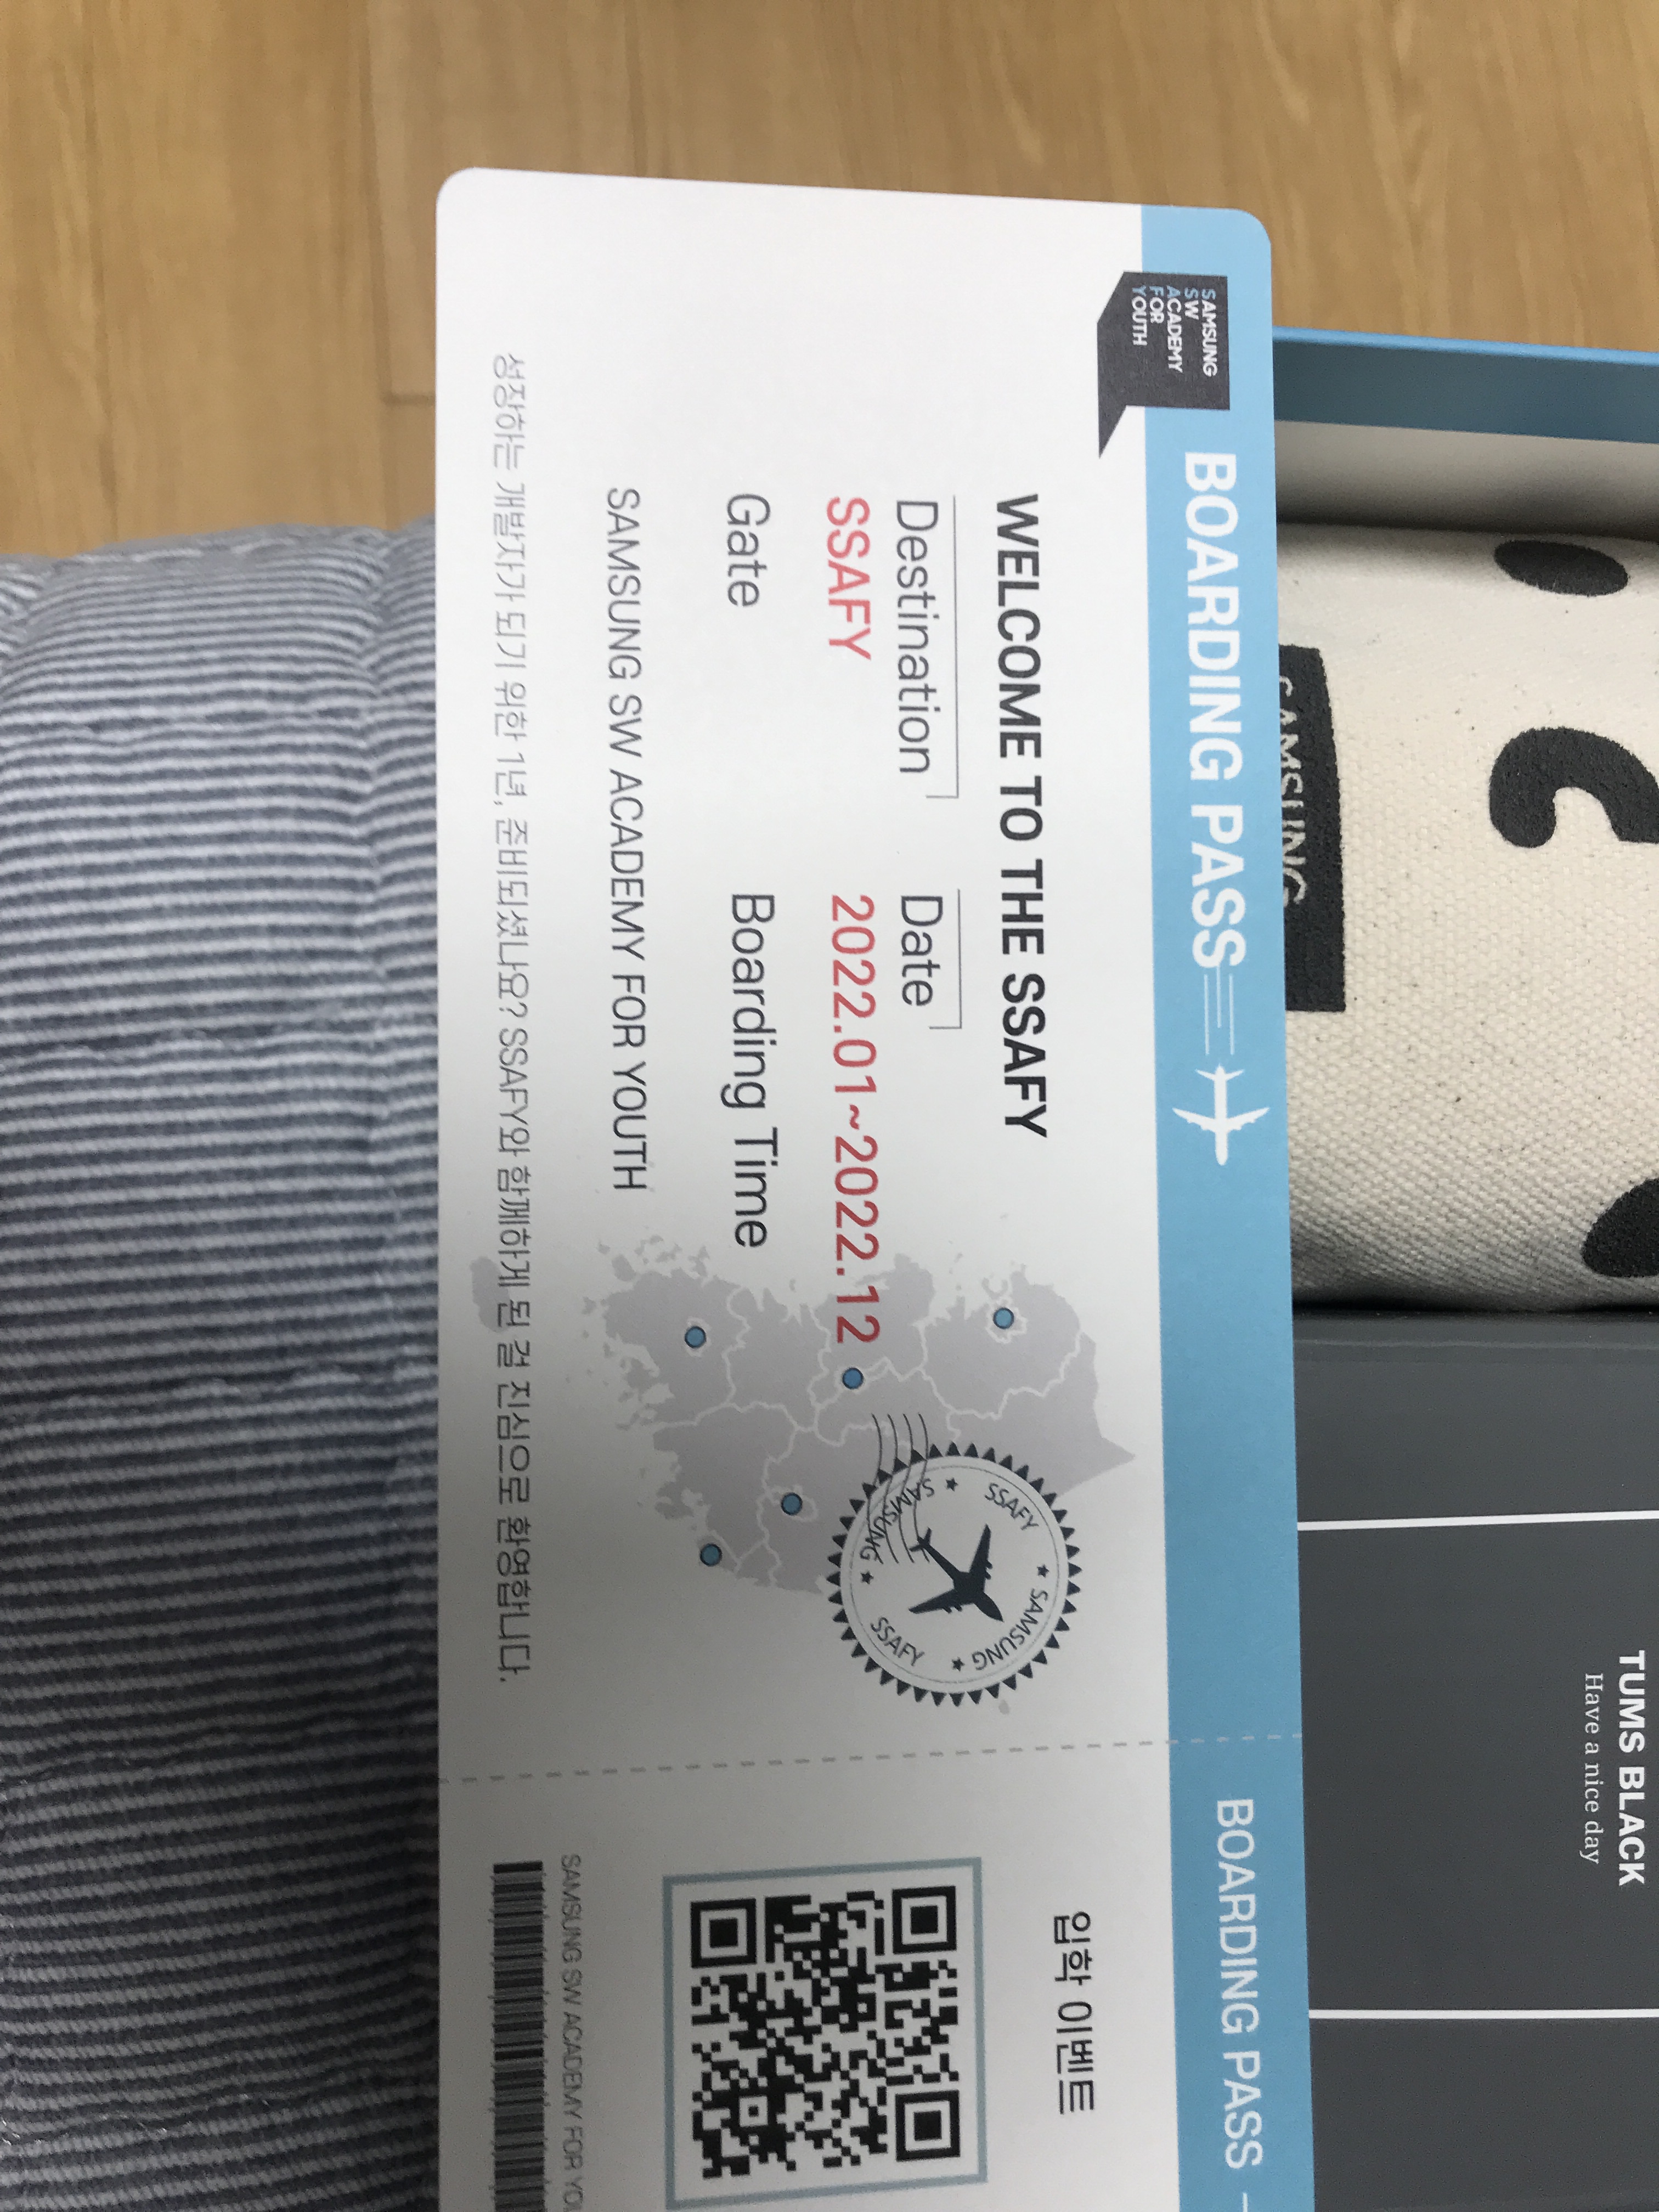 SAMSUNG
SW
ACADEMY
FOR
YOUTH
BOARDING PASS
WELCOME TO THE SSAFY
Destination
Date
SSAFY
2022.01~2022.12
Gate
Boarding Time
SAMSUNG SW ACADEMY FOR YOUTH
성장하는 개발자가 되기 위한 1년, 준비되셨나요? SSAFY와 함께하게 된 걸 진심으로 환영합니다.
SSAFY ★ SAMSUNG ★ SSAFY ★ SAMSUNG ★
BOARDING PASS
입학 이벤트
SAMSUNG SW ACADEMY FOR YO
SAMSUNG
TUMS BLACK
Have a nice day